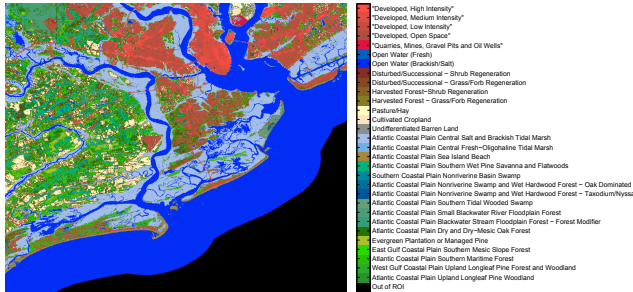 "Developed, High Intensity"
"Developed, Medium Intensity"
"Developed, Low Intensity"
"Developed, Open Space"
"Quarries, Mines, Gravel Pits and Oil Wells"
Open Water (Fresh)
Open Water (Brackish/Salt)
Disturbed/Successional − Shrub Regeneration
Disturbed/Successional − Grass/Forb Regeneration
Harvested Forest−Shrub Regeneration
Harvested Forest − Grass/Forb Regeneration
Pasture/Hay
Cultivated Cropland
Undifferentiated Barren Land
Atlantic Coastal Plain Central Salt and Brackish Tidal Marsh
Atlantic Coastal Plain Central Fresh−Oligohaline Tidal Marsh
Atlantic Coastal Plain Sea Island Beach
Atlantic Coastal Plain Southern Wet Pine Savanna and Flatwoods
Southern Coastal Plain Nonriverine Basin Swamp
Atlantic Coastal Plain Nonriverine Swamp and Wet Hardwood Forest − Oak Dominated
Atlantic Coastal Plain Nonriverine Swamp and Wet Hardwood Forest − Taxodium/Nyssa
Atlantic Coastal Plain Southern Tidal Wooded Swamp
Atlantic Coastal Plain Small Blackwater River Floodplain Forest
Atlantic Coastal Plain Blackwater Stream Floodplain Forest − Forest Modifier
Atlantic Coastal Plain Dry and Dry−Mesic Oak Forest
Evergreen Plantation or Managed Pine
East Gulf Coastal Plain Southern Mesic Slope Forest
Atlantic Coastal Plain Southern Maritime Forest
West Gulf Coastal Plain Upland Longleaf Pine Forest and Woodland
Atlantic Coastal Plain Upland Longleaf Pine Woodland
Out of ROI